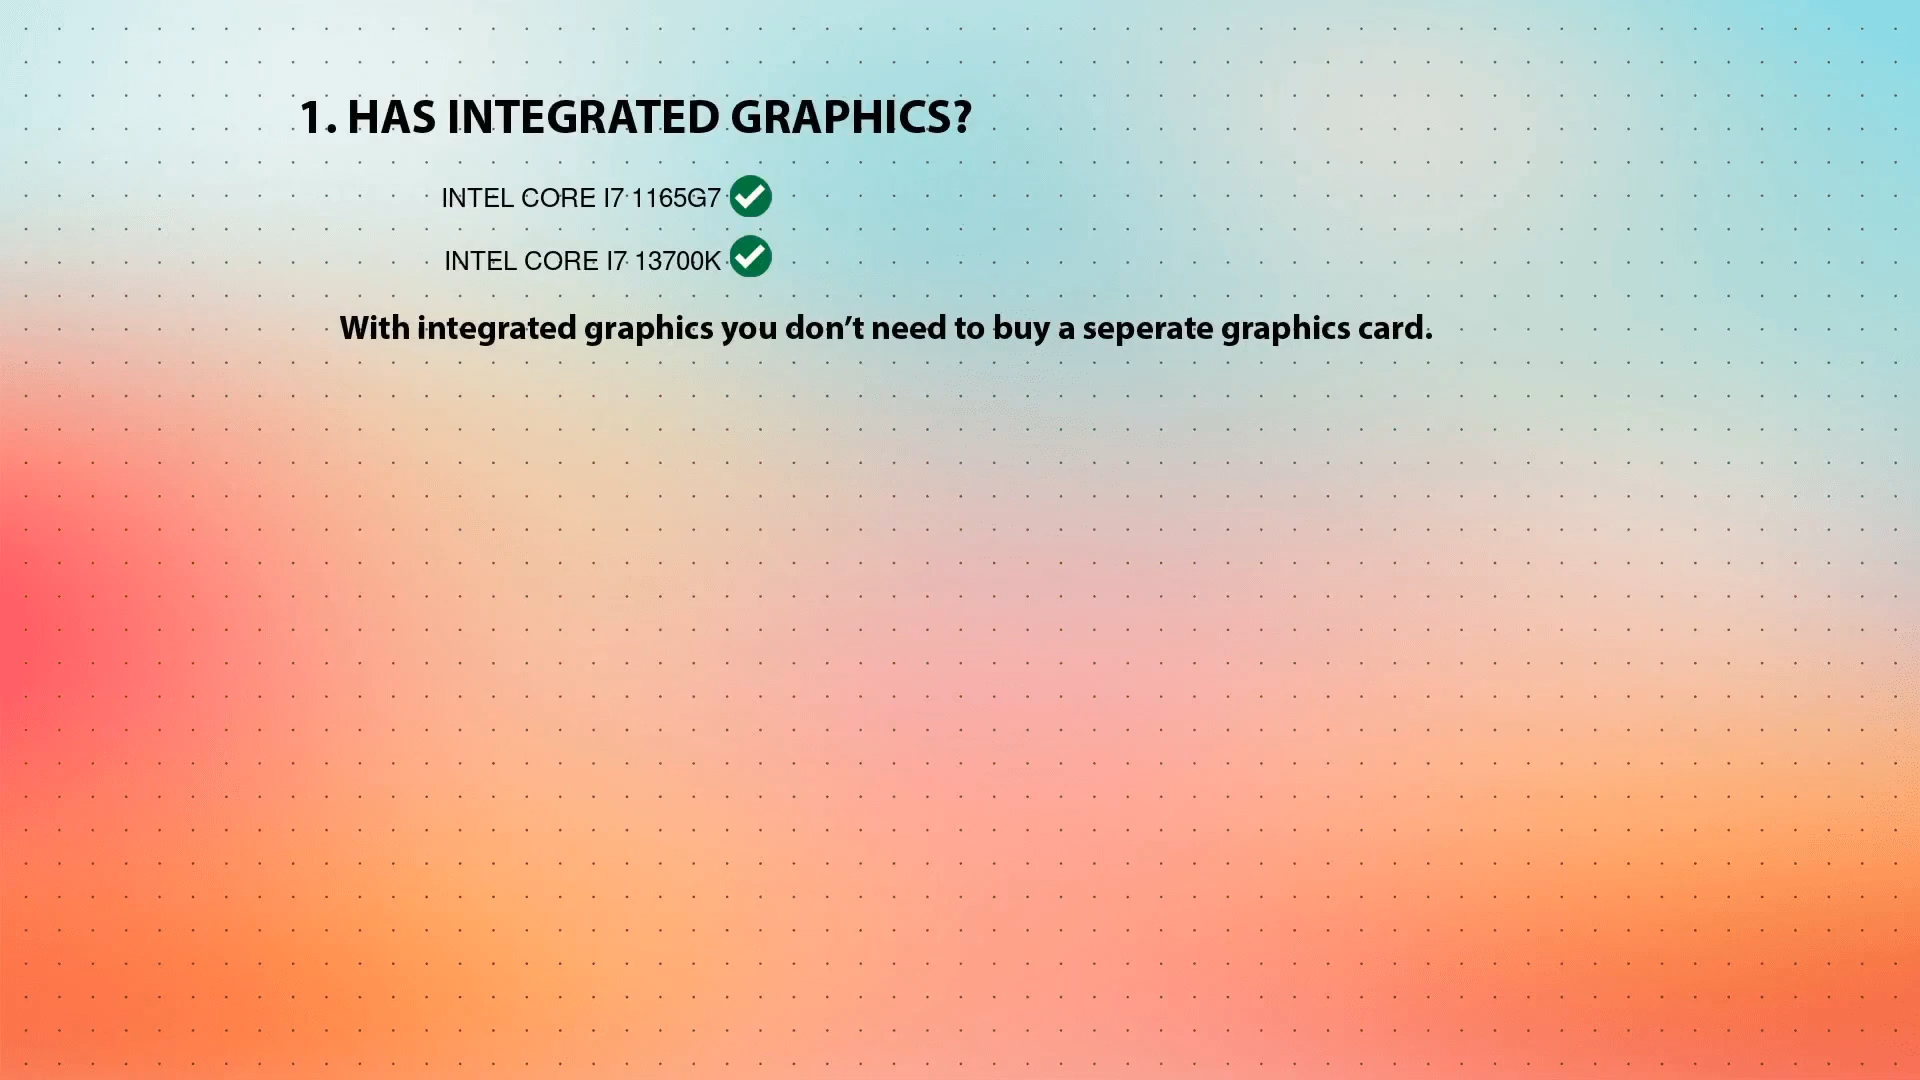 1. HAS INTEGRATED GRAPHICS?
INTEL CORE I7 1165G7
INTEL CORE I7 13700K
With integrated graphics you don’t need to buy a seperate graphics card.